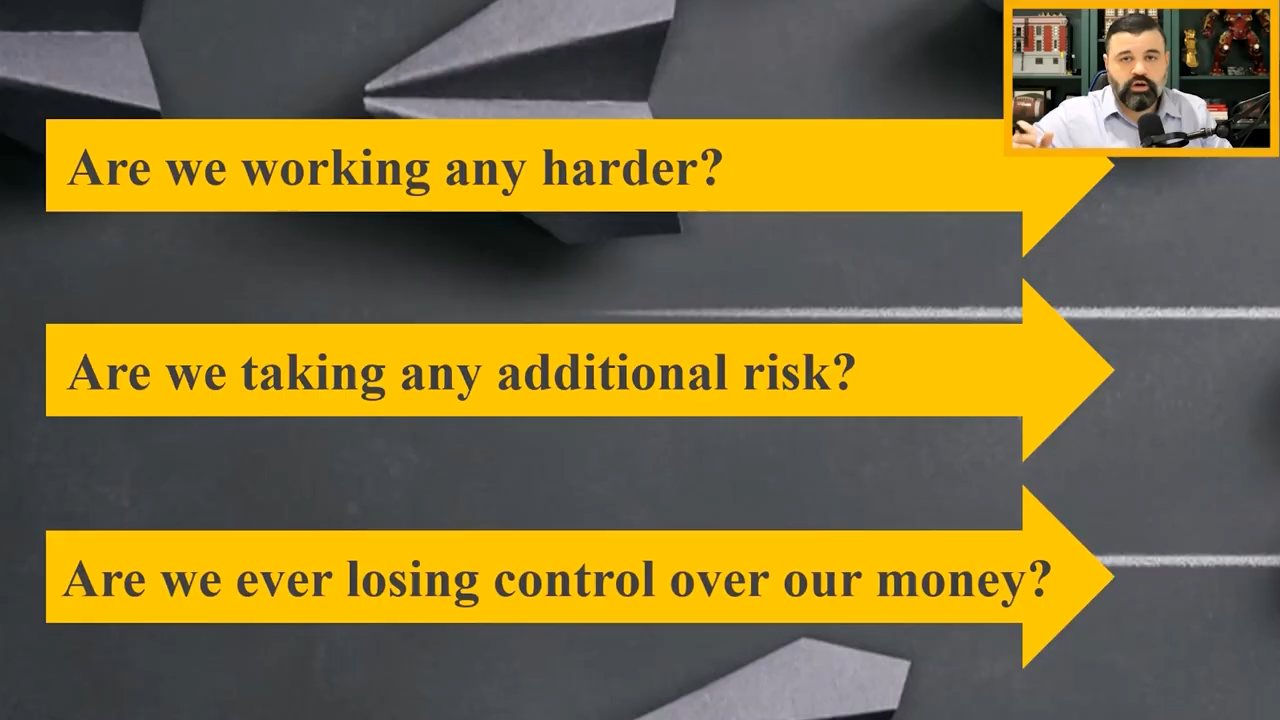 Are we working any harder?
Are we taking any additional risk?
Are we ever losing control over our money?